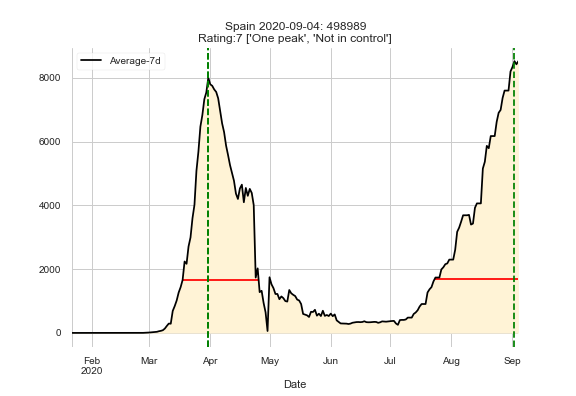 Spain 2020-09-04: 498989
Rating:7 ['One peak', 'Not in control']
Average-7d
8000
6000
4000
2000
0
Feb Mar Apr May Jun Jul Aug Sep
2020
Date